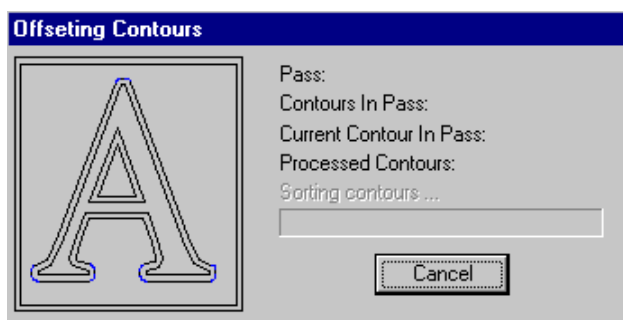 Offseting Contours
A
Pass:
Contours In Pass:
Current Contour In Pass:
Processed Contours:
Sorting contours ...
Cancel